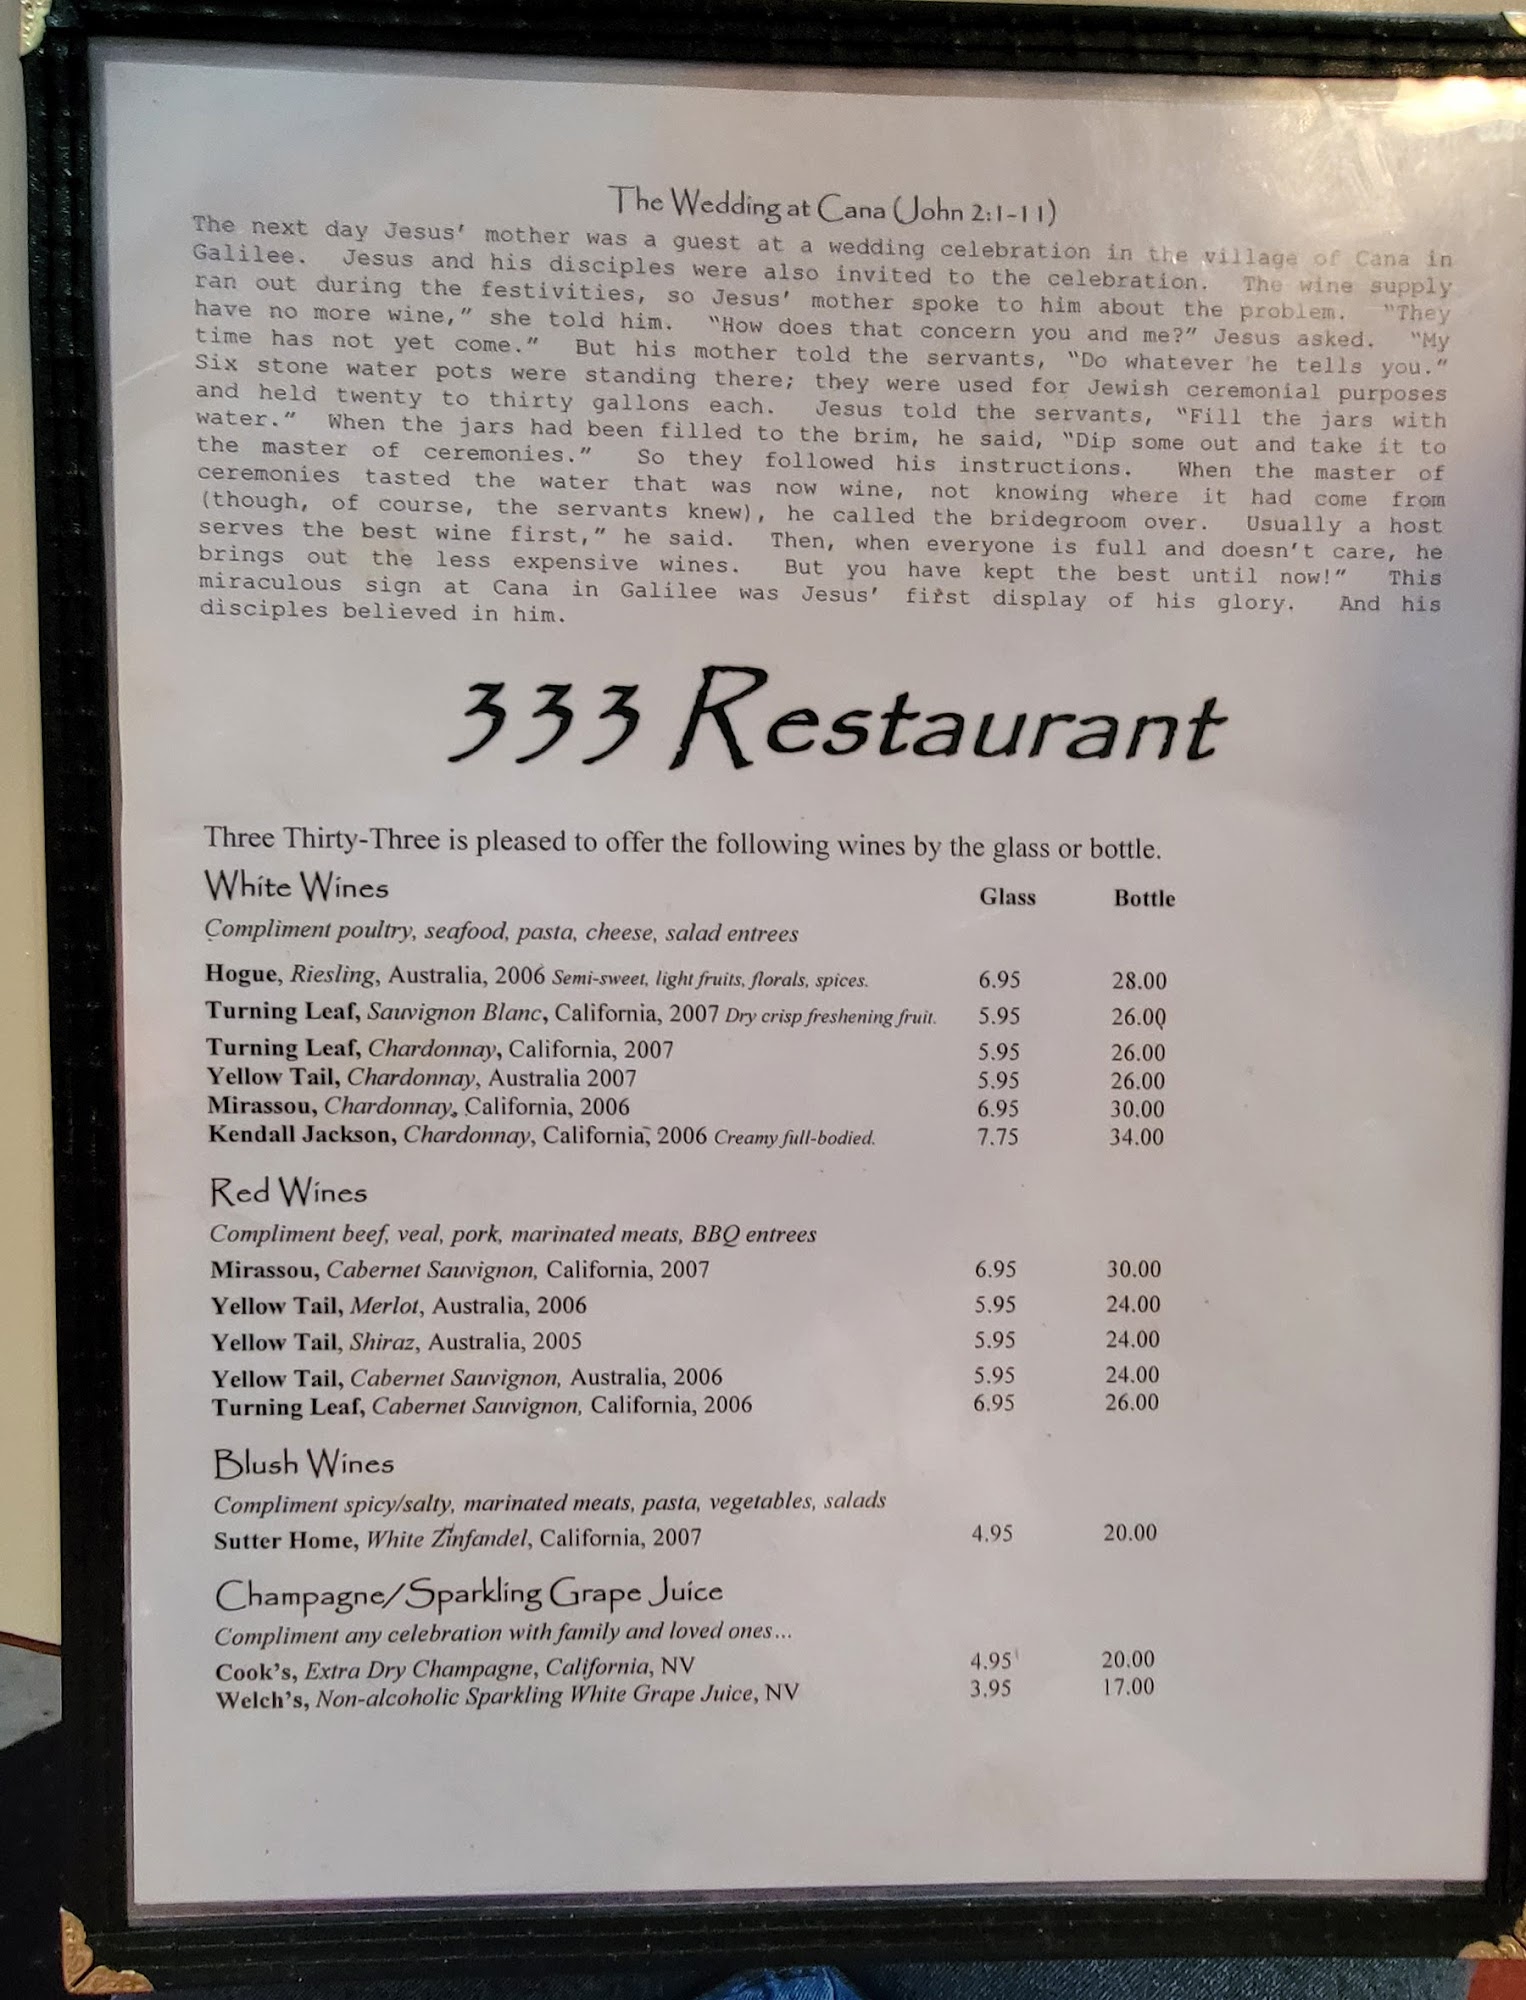 The Wedding at Cana (John 2:1-11)
The next day Jesus' mother was a guest at a wedding celebration in the village of Cana in
Galilee. Jesus and his disciples were also invited to the celebration. The wine supply
ran out during the festivities, so Jesus' mother spoke to him about the problem. "They
have no more wine," she told him. "How does that concern you and me?" Jesus asked. "My
time has not yet come." But his mother told the servants, "Do whatever he tells you."
Six stone water pots were standing there; they were used for Jewish ceremonial purposes
and held twenty to thirty gallons each. Jesus told the servants, "Fill the jars with
water." When the jars had been filled to the brim, he said, "Dip some out and take it to
the master of ceremonies." So they followed his instructions. When the master of
ceremonies tasted the water that was now wine, not knowing where it had come from
(though, of course, the servants knew), he called the bridegroom over. Usually a host
serves the best wine first," he said. Then, when everyone is full and doesn't care, he
brings out the less expensive wines. But you have kept the best until now!" This
miraculous sign at Cana in Galilee was Jesus' first display of his glory. And his
disciples believed in him.
333 Restaurant
Three Thirty-Three is pleased to offer the following wines by the glass or bottle.
White Wines Glass Bottle
Compliment poultry, seafood, pasta, cheese, salad entrees
Hogue, Riesling, Australia, 2006 Semi-sweet, light fruits, florals, spices. 6.95 28.00
Turning Leaf, Sauvignon Blanc, California, 2007 Dry crisp freshening fruit. 5.95 26.00
Turning Leaf, Chardonnay, California, 2007 5.95 26.00
Yellow Tail, Chardonnay, Australia 2007 5.95 26.00
Mirassou, Chardonnay, California, 2006 6.95 30.00
Kendall Jackson, Chardonnay, California, 2006 Creamy full-bodied. 7.75 34.00
Red Wines
Compliment beef, veal, pork, marinated meats, BBQ entrees
Mirassou, Cabernet Sauvignon, California, 2007 6.95 30.00
Yellow Tail, Merlot, Australia, 2006 5.95 24.00
Yellow Tail, Shiraz, Australia, 2005 5.95 24.00
Yellow Tail, Cabernet Sauvignon, Australia, 2006 5.95 24.00
Turning Leaf, Cabernet Sauvignon, California, 2006 6.95 26.00
Blush Wines
Compliment spicy/salty, marinated meats, pasta, vegetables, salads
Sutter Home, White Zinfandel, California, 2007 4.95 20.00
Champagne/Sparkling Grape Juice
Compliment any celebration with family and loved ones...
Cook's, Extra Dry Champagne, California, NV 4.95 20.00
Welch's, Non-alcoholic Sparkling White Grape Juice, NV 3.95 17.00